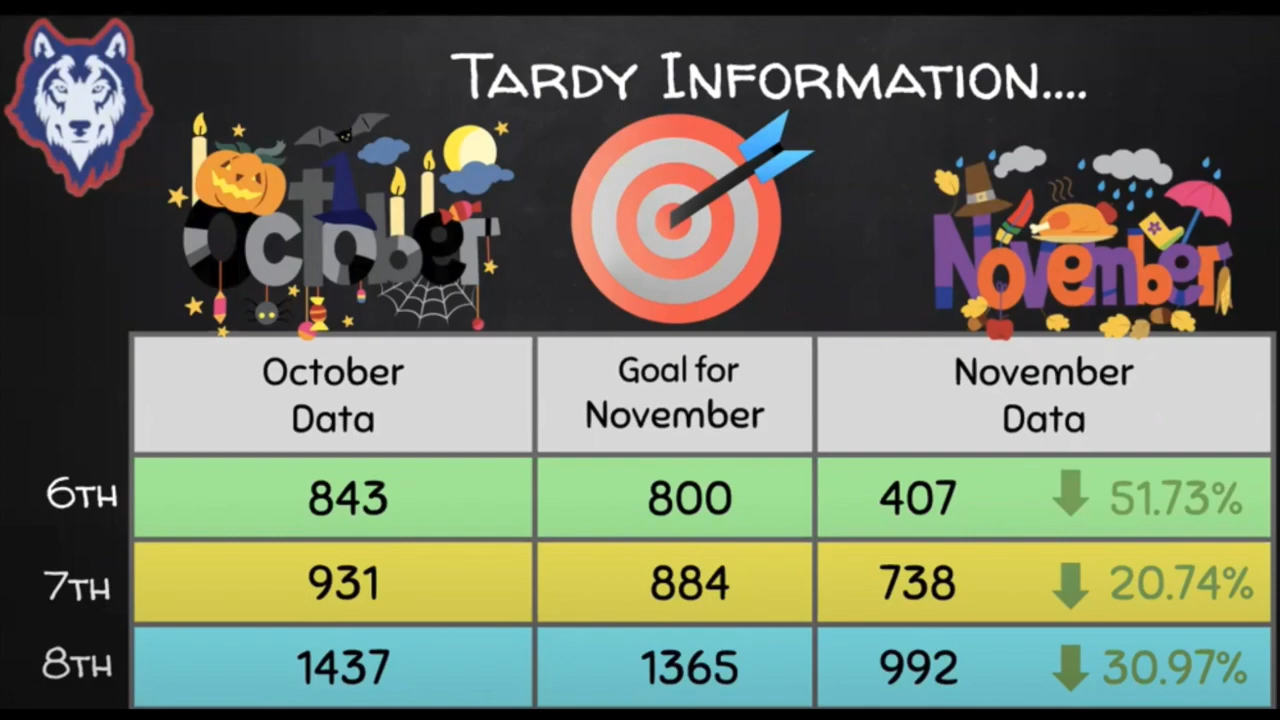 Tardy Information....
October
November
October
Data
Goal for
November
November
Data
6th 843 800 407 51.73%
7th 931 884 738 20.74%
8th 1437 1365 992 30.97%